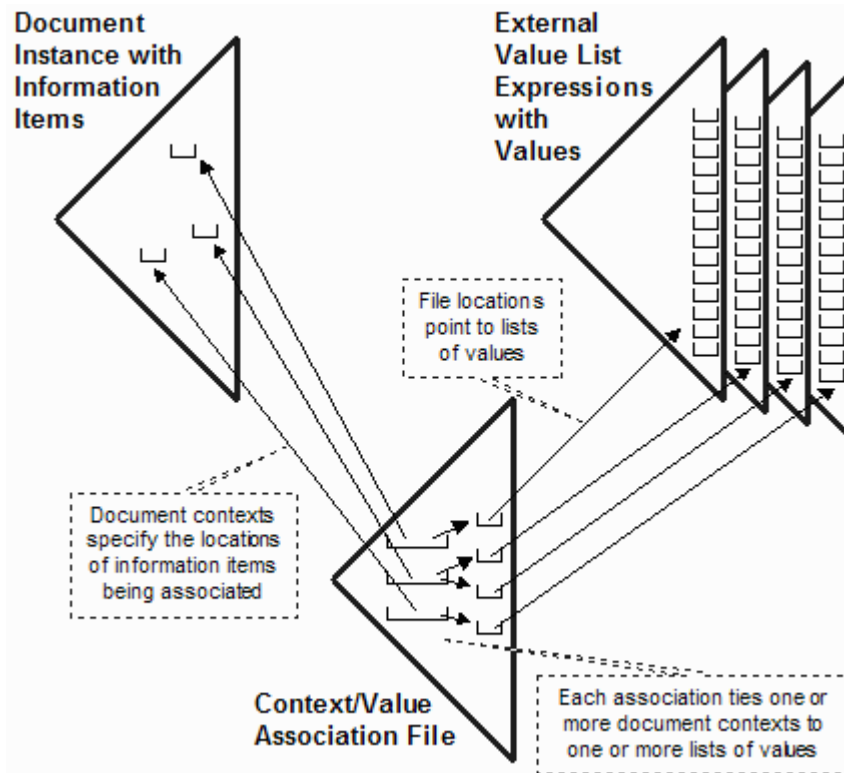 Document
Instance with
Information
Items
External
Value List
Expressions
with
Values
File locations
point to lists
of values
Document contexts
specify the locations
of information items
being associated
Context/Value
Association File
Each association ties one or
more document contexts to
one or more lists of values